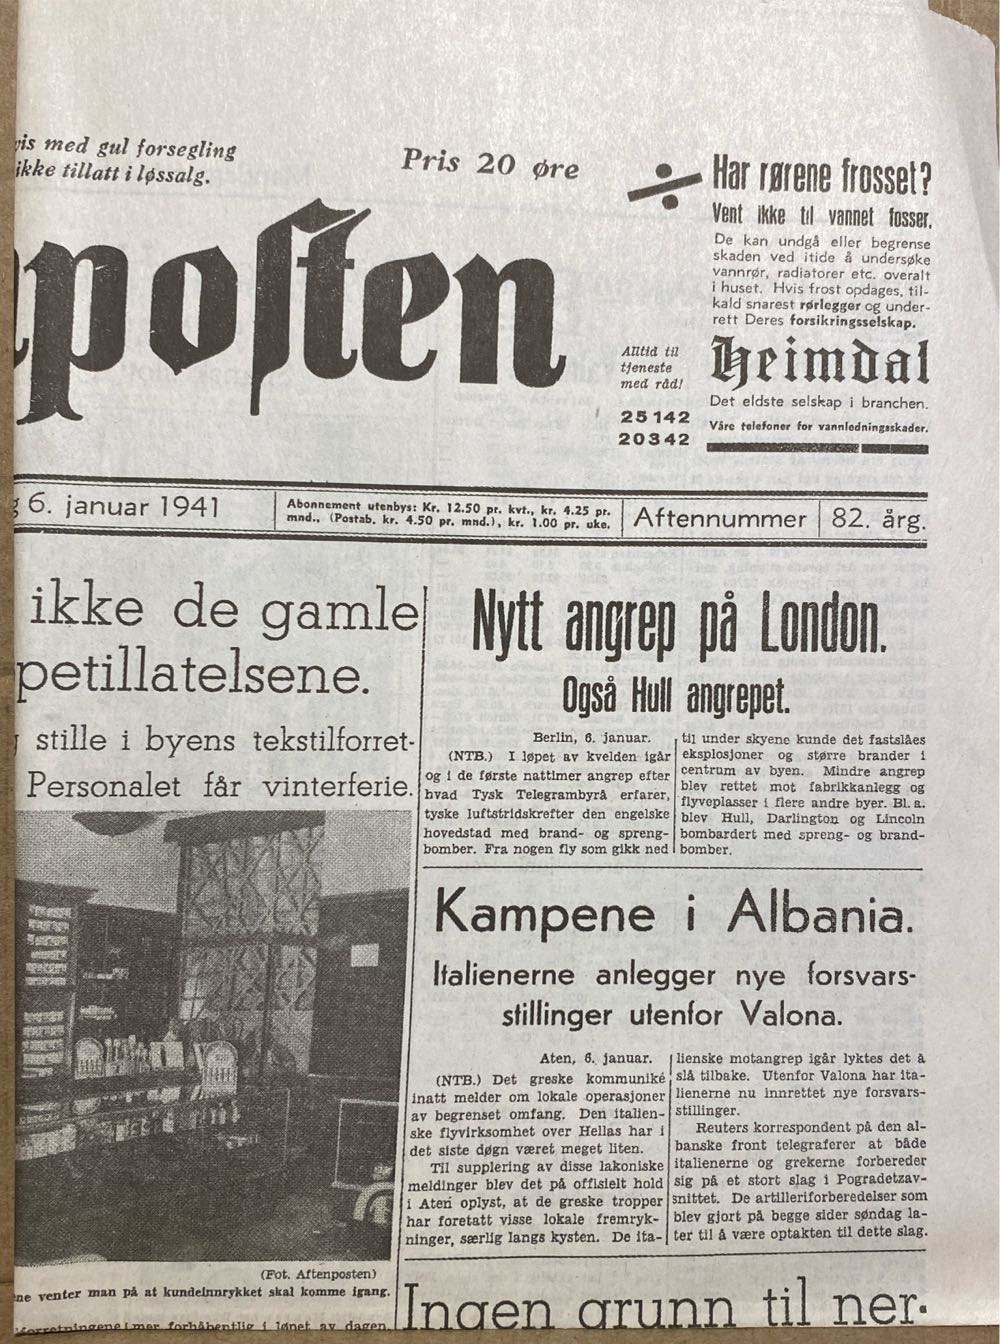 med gul forsegling
ikke tillatt i løssalg.
Pris 20 øre
posten
÷ Har rørene frosset?
Vent ikke til vannet fosser.
De kan undgå eller begrense
skaden ved itide å undersøke
vannrør, radiatorer etc. overalt
i huset. Hvis frost opdages, til-
kald snarest rørlegger og under-
rett Deres forsikringsselskap.
Alltid til
tjeneste
med råd!
25142
20342
Heimdal
Det eldste selskap i branchen.
Våre telefoner for vannledningsskader.
6. januar 1941
Abonnement utenbys: Kr. 12.50 pr. kvt., kr. 4.25 pr.
mnd., (Postab. kr. 4.50 pr. mnd.), kr. 1.00 pr. uke.
Aftennummer
82. årg.
ikke de gamle
petillatelsene.
stille i byens tekstilforret-
Personalet får vinterferie.
(Fot. Aftenposten)
ne venter man på at kundeinnrykket skal komme igang.
mer forhåbentlig i løpet av dagen.
Nytt angrep på London.
Også Hull angrepet.
Berlin, 6. januar.
(NTB.) I løpet av kvelden igår
og i de første nattimer angrep efter
hvad Tysk Telegrambyrå erfarer,
tyske luftstridskrefter den engelske
hovedstad med brand- og spreng-
bomber. Fra nogen fly som gikk ned
til under skyene kunde det fastslåes
eksplosjoner og større brander i
centrum av byen. Mindre angrep
blev rettet mot fabrikkanlegg og
flyveplasser i flere andre byer. Bl. a.
blev Hull, Darlington og Lincoln
bombardert med spreng- og brand-
bomber.
Kampene i Albania.
Italienerne anlegger nye forsvars-
stillinger utenfor Valona.
Aten, 6. januar.
(NTB.) Det greske kommuniké
inatt melder om lokale operasjoner
av begrenset omfang. Den italien-
ske flyvirksomhet over Hellas har i
det siste døgn været meget liten.
Til supplering av disse lakoniske
meldinger blev det på offisielt hold
i Aten oplyst, at de greske tropper
har foretatt visse lokale fremryk-
ninger, særlig langs kysten. De ita-
lienske motangrep igår lyktes det å
slå tilbake. Utenfor Valona har ita-
lienerne nu innrettet nye forsvars-
stillinger.
Reuters korrespondent på den al-
banske front telegraferer at både
italienerne og grekerne forbereder
sig på et stort slag i Pogradetzav-
snittet. De artilleriforberedelser som
blev gjort på begge sider søndag la-
ter til å være optakten til dette slag.
Ingen grunn til ner-